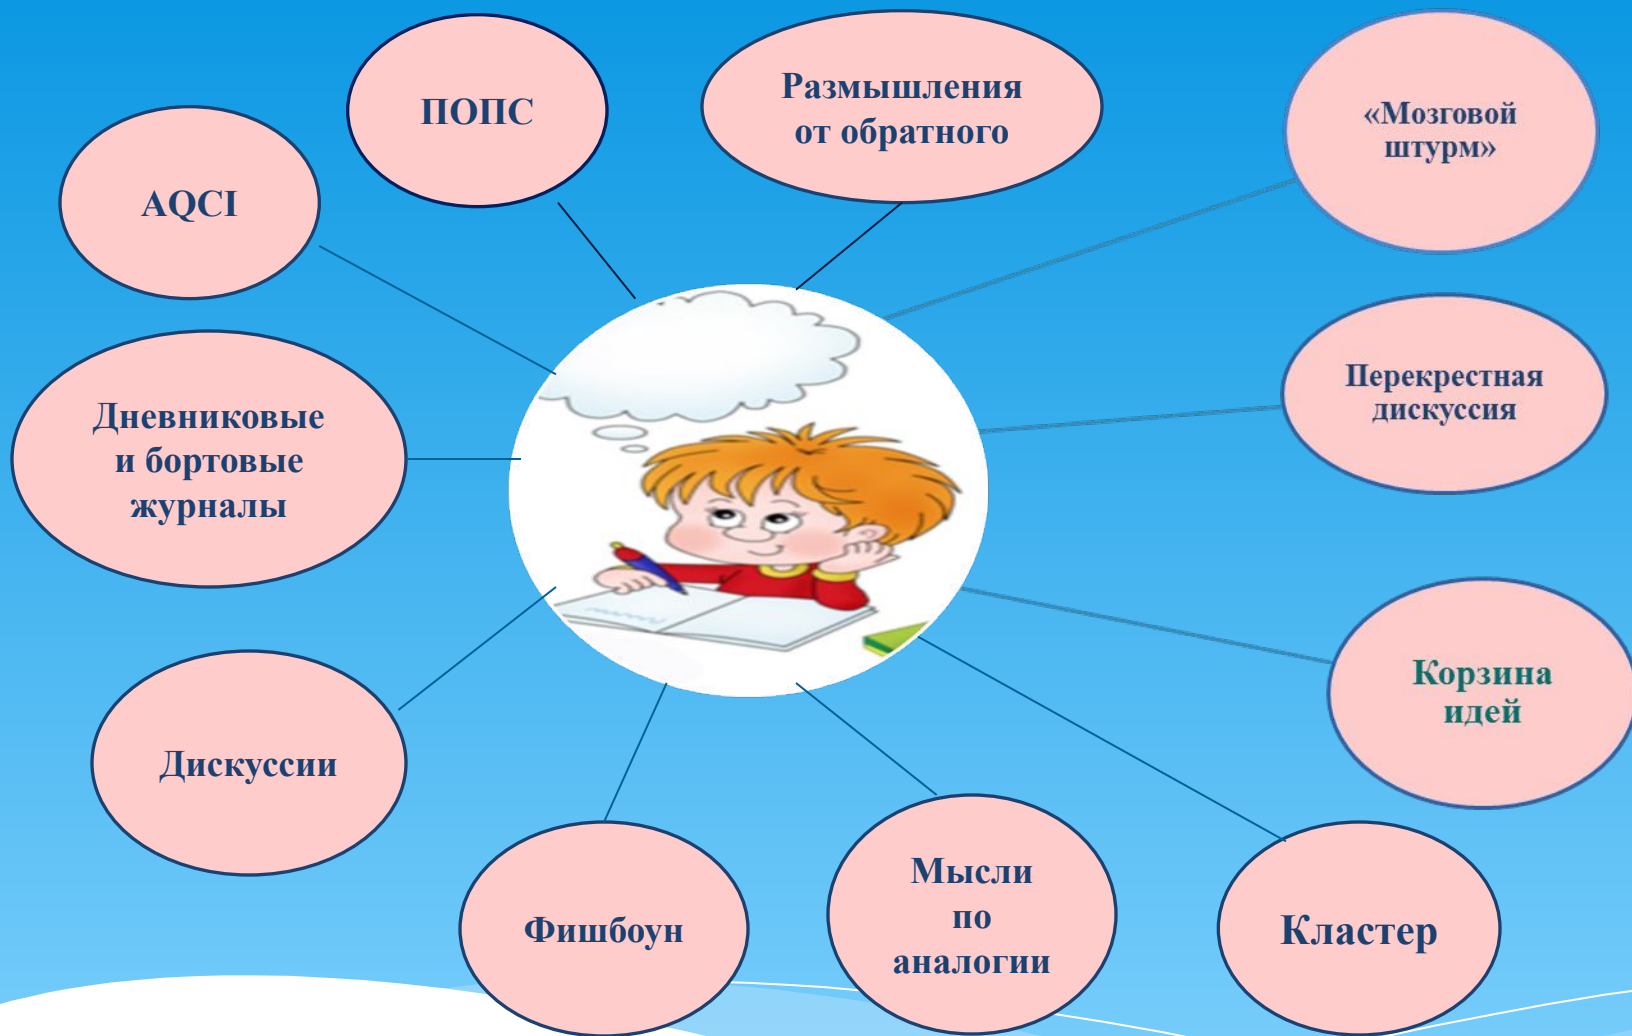 ПОПС
Размышления
от обратного
«Мозговой
штурм»
AQCI
Перекрестная
дискуссия
Дневниковые
и бортовые
журналы
Корзина
идей
Дискуссии
Фишбоун
Мысли
по
аналогии
Кластер